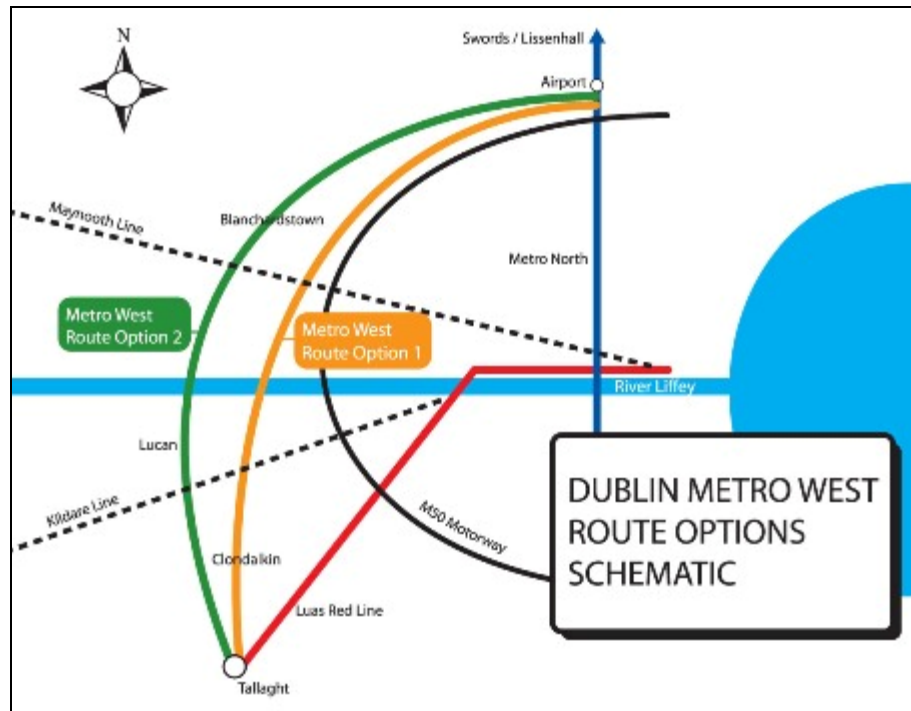 N
Swords / Lissenhall
Airport
Blanchardstown
Maynooth Line
Metro North
Metro West
Route Option 2
Metro West
Route Option 1
River Liffey
Lucan
Kildare Line
M50 Motorway
Clondalkin
Luas Red Line
Tallaght
DUBLIN METRO WEST
ROUTE OPTIONS
SCHEMATIC